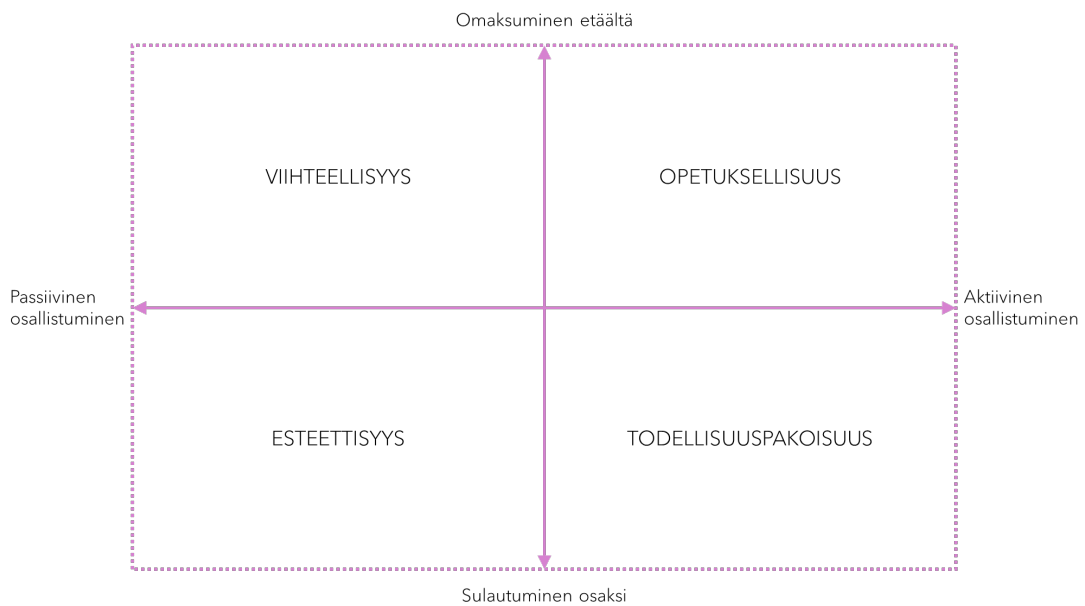 Omaksuminen etäältä
VIIHTEELLISYYS
OPETUKSELLISUUS
Passiivinen
osallistuminen
Aktiivinen
osallistuminen
ESTEETTISYYS
TODELLISUUSPAKOISUUS
Sulautuminen osaksi